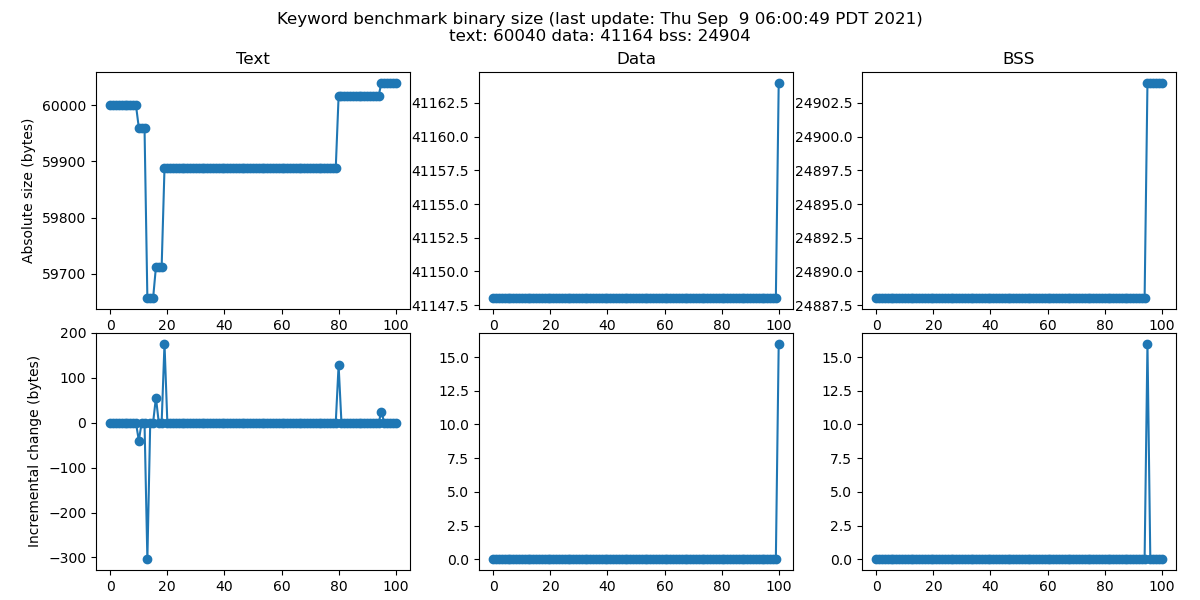 Keyword benchmark binary size (last update: Thu Sep  9 06:00:49 PDT 2021)
text: 60040 data: 41164 bss: 24904
Text
Data
BSS
Absolute size (bytes)
60000
59900
59800
59700
0 20 40 60 80 100
41162.5
41160.0
41157.5
41155.0
41152.5
41150.0
41147.5
0 20 40 60 80 100
24902.5
24900.0
24897.5
24895.0
24892.5
24890.0
24887.5
0 20 40 60 80 100
Incremental change (bytes)
200
100
0
−100
−200
−300
0 20 40 60 80 100
15.0
12.5
10.0
7.5
5.0
2.5
0.0
0 20 40 60 80 100
15.0
12.5
10.0
7.5
5.0
2.5
0.0
0 20 40 60 80 100